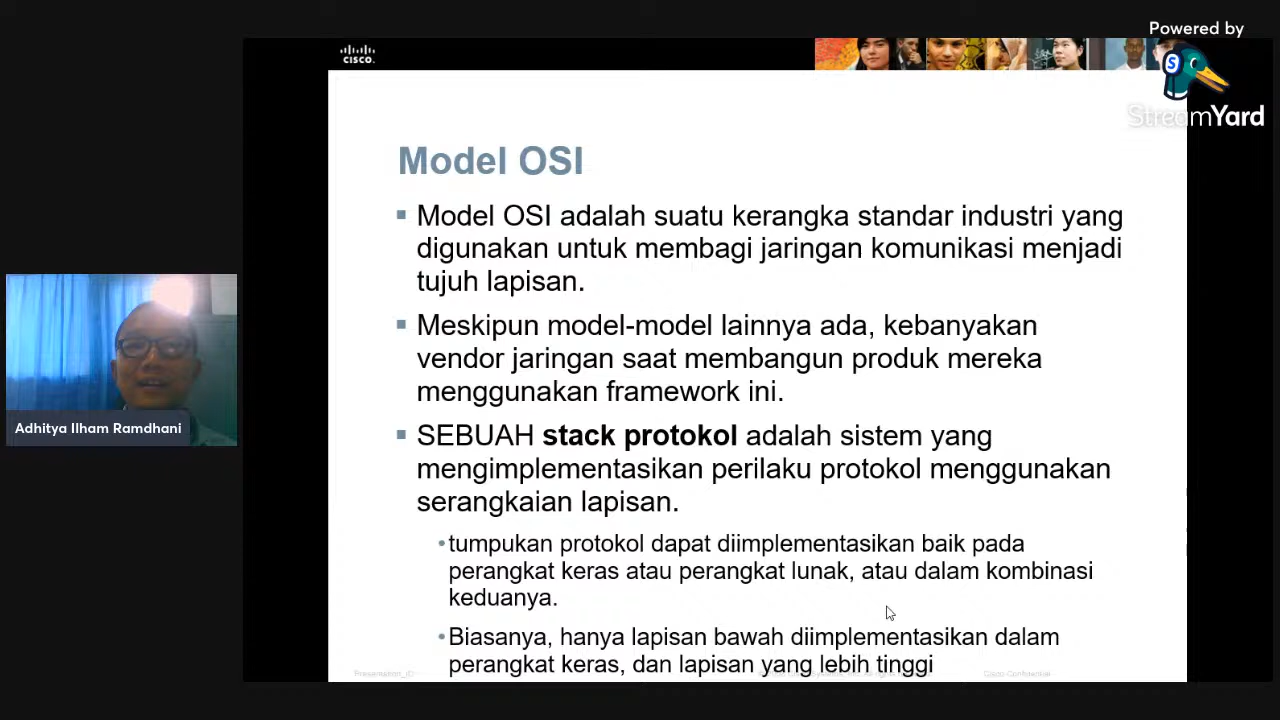 Powered by
StreamYard
CISCO.
Model OSI
Model OSI adalah suatu kerangka standar industri yang
digunakan untuk membagi jaringan komunikasi menjadi
tujuh lapisan.
Meskipun model-model lainnya ada, kebanyakan
vendor jaringan saat membangun produk mereka
menggunakan framework ini.
SEBUAH stack protokol adalah sistem yang
mengimplementasikan perilaku protokol menggunakan
serangkaian lapisan.
•tumpukan protokol dapat diimplementasikan baik pada
perangkat keras atau perangkat lunak, atau dalam kombinasi
keduanya.
•Biasanya, hanya lapisan bawah diimplementasikan dalam
perangkat keras, dan lapisan yang lebih tinggi
Presentation_ID
Cisco Confidential
Adhitya Ilham Ramdhani